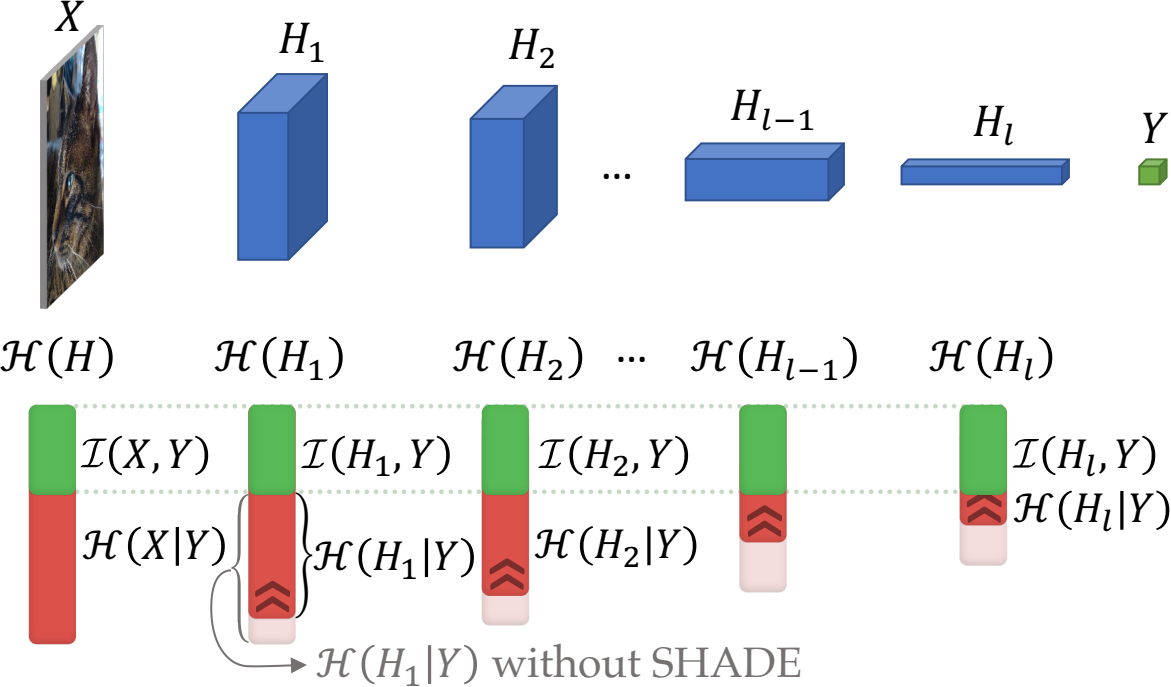 X H₁ H₂ ... Hₗ₋₁ Hₗ Y
ℋ(H) ℋ(H₁) ℋ(H₂) ... ℋ(Hₗ₋₁) ℋ(Hₗ)
ℐ(X, Y) ℐ(H₁, Y) ℐ(H₂, Y) ℐ(Hₗ, Y)
ℋ(X|Y) ℋ(H₁|Y) ℋ(H₂|Y) ℋ(Hₗ|Y)
ℋ(H₁|Y) without SHADE